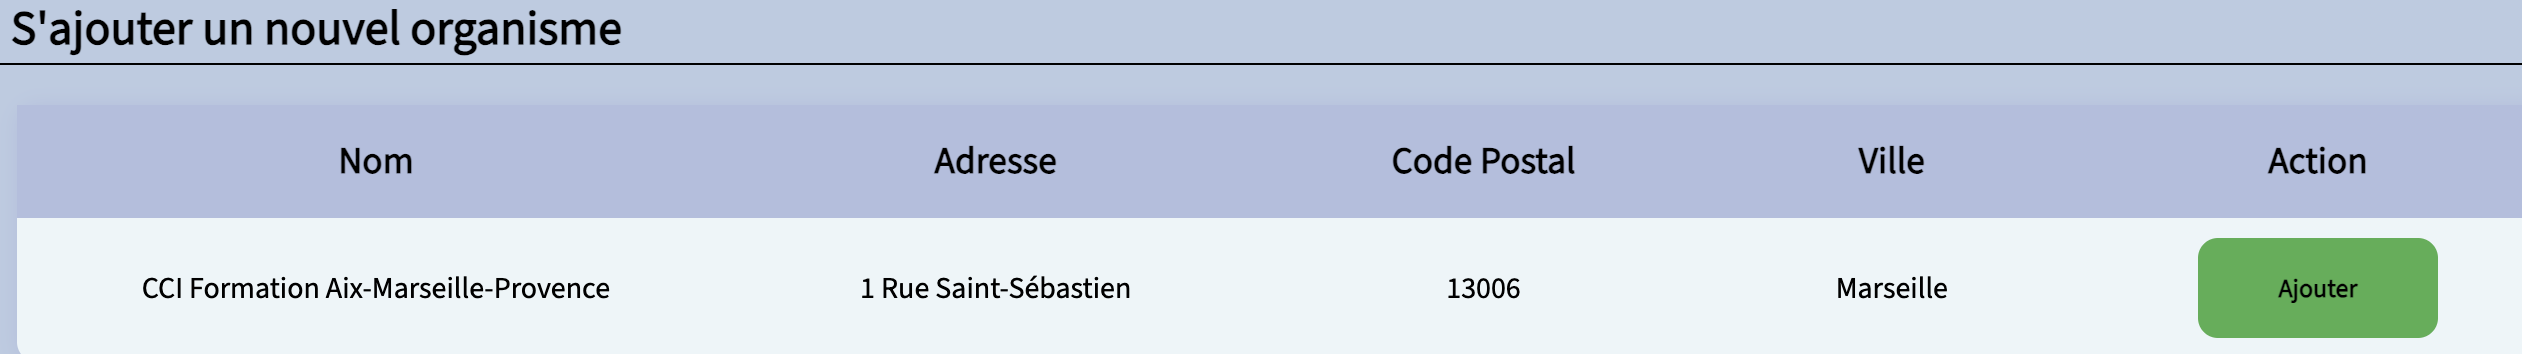 S'ajouter un nouvel organisme
Nom Adresse Code Postal Ville Action
CCI Formation Aix-Marseille-Provence 1 Rue Saint-Sébastien 13006 Marseille Ajouter